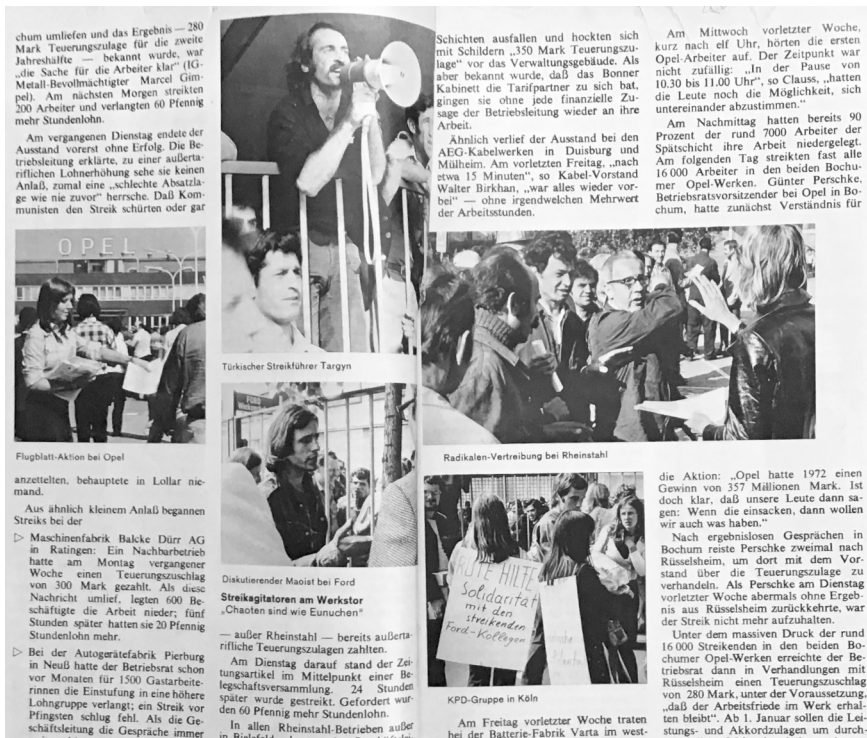 chum umliefen und das Ergebnis — 280
Mark Teuerungszulage für die zweite
Jahreshälfte — bekannt wurde, war
„die Sache für die Arbeiter klar“ (IG-
Metall-Bevollmächtigter Marcel Gim-
pel). Am nächsten Morgen streikten
200 Arbeiter und verlangten 60 Pfennig
mehr Stundenlohn.
Am vergangenen Dienstag endete der
Ausstand vorerst ohne Erfolg. Die Be-
triebsleitung erklärte, zu einer außerta-
riflichen Lohnerhöhung sehe sie keinen
Anlaß, zumal eine „schlechte Absatzla-
ge wie nie zuvor“ herrsche. Daß Kom-
munisten den Streik schürten oder gar
OPEL
Flugblatt-Aktion bei Opel
anzettelten, behauptete in Lollar nie-
mand.
Aus ähnlich kleinem Anlaß begannen
Streiks bei der
▷ Maschinenfabrik Balcke Dürr AG
in Ratingen: Ein Nachbarbetrieb
hatte am Montag vergangener
Woche einen Teuerungszuschlag
von 300 Mark gezahlt. Als diese
Nachricht umlief, legten 600 Be-
schäftigte die Arbeit nieder; fünf
Stunden später hatten sie 20 Pfennig
Stundenlohn mehr.
▷ Bei der Autogerätefabrik Pierburg
in Neuß hatte der Betriebsrat schon
vor Monaten für 1500 Gastarbeite-
rinnen die Einstufung in eine höhere
Lohngruppe verlangt; ein Streik vor
Pfingsten schlug fehl. Als die Ge-
schäftsleitung die Gespräche immer
Türkischer Streikführer Targyn
Diskutierender Maoist bei Ford
Streikagitatoren am Werkstor
„Chaoten sind wie Eunuchen“
— außer Rheinstahl — bereits außerta-
rifliche Teuerungszulagen zahlten.
Am Dienstag darauf stand der Zei-
tungsartikel im Mittelpunkt einer Be-
legschaftsversammlung. 24 Stunden
später wurde gestreikt. Gefordert wur-
den 60 Pfennig mehr Stundenlohn.
In allen Rheinstahl-Betrieben außer
Schichten ausfallen und hockten sich
mit Schildern „350 Mark Teuerungszu-
lage“ vor das Verwaltungsgebäude. Als
aber bekannt wurde, daß das Bonner
Kabinett die Tarifpartner zu sich bat,
gingen sie ohne jede finanzielle Zu-
sage der Betriebsleitung wieder an ihre
Arbeit.
Ähnlich verlief der Ausstand bei den
AEG-Kabelwerken in Duisburg und
Mülheim. Am vorletzten Freitag, „nach
etwa 15 Minuten“, so Kabel-Vorstand
Walter Birkhan, „war alles wieder vor-
bei“ — ohne irgendwelchen Mehrwert
der Arbeitsstunden.
Radikalen-Vertreibung bei Rheinstahl
ROTE HILFE
Solidarität
mit den
streikenden
Ford-Kollegen
KPD-Gruppe in Köln
Am Freitag vorletzter Woche traten
bei der Batterie-Fabrik Varta im west-
Am Mittwoch vorletzter Woche,
kurz nach elf Uhr, hörten die ersten
Opel-Arbeiter auf. Der Zeitpunkt war
nicht zufällig: „In der Pause von
10.30 bis 11.00 Uhr“, so Clauss, „hatten
die Leute noch die Möglichkeit, sich
untereinander abzustimmen.“
Am Nachmittag hatten bereits 90
Prozent der rund 7000 Arbeiter der
Spätschicht ihre Arbeit niedergelegt.
Am folgenden Tag streikten fast alle
16 000 Arbeiter in den beiden Bochu-
mer Opel-Werken. Günter Perschke,
Betriebsratsvorsitzender bei Opel in Bo-
chum, hatte zunächst Verständnis für
die Aktion: „Opel hatte 1972 einen
Gewinn von 357 Millionen Mark. Ist
doch klar, daß unsere Leute dann sa-
gen: Wenn die einsacken, dann wollen
wir auch was haben.“
Nach ergebnislosen Gesprächen in
Bochum reiste Perschke zweimal nach
Rüsselsheim, um dort mit dem Vor-
stand über die Teuerungszulage zu
verhandeln. Als Perschke am Dienstag
vorletzter Woche abermals ohne Ergeb-
nis aus Rüsselsheim zurückkehrte, war
der Streik nicht mehr aufzuhalten.
Unter dem massiven Druck der rund
16 000 Streikenden in den beiden Bo-
chumer Opel-Werken erreichte der Be-
triebsrat dann in Verhandlungen mit
Rüsselsheim einen Teuerungszuschlag
von 280 Mark, unter der Voraussetzung,
„daß der Arbeitsfriede im Werk erhal-
ten bleibt“. Ab 1. Januar sollen die Lei-
stungs- und Akkordzulagen um durch-